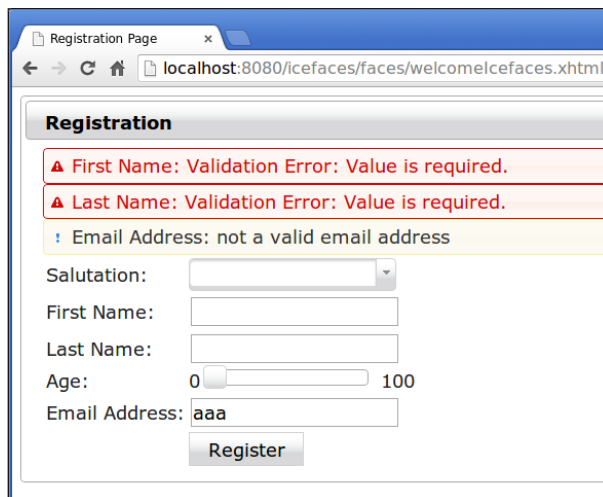 Registration Page
localhost:8080/icefaces/faces/welcomeIcefaces.xhtml
Registration
First Name: Validation Error: Value is required.
Last Name: Validation Error: Value is required.
Email Address: not a valid email address
Salutation:
First Name:
Last Name:
Age: 0 100
Email Address: aaa
Register